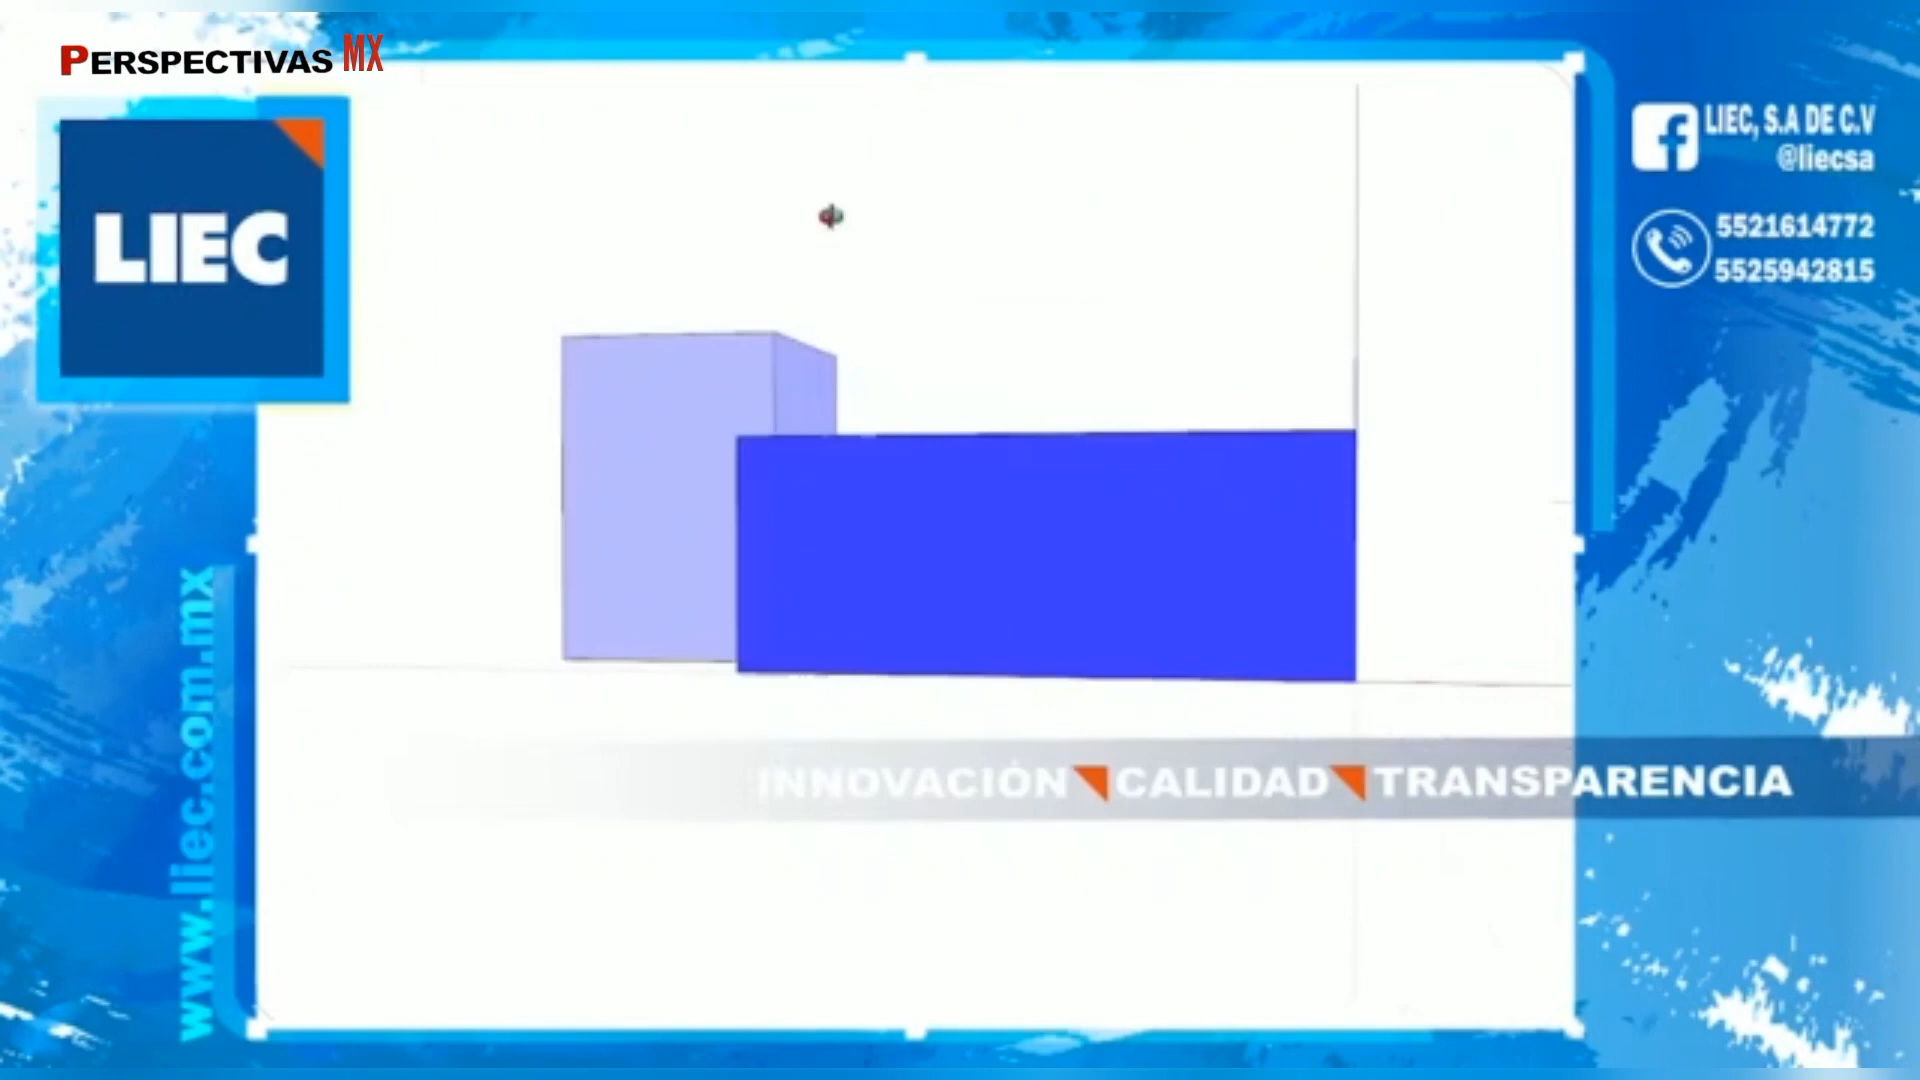 PERSPECTIVAS MX
LIEC
LIEC, S.A DE C.V
@liecsa
5521614772
5525942815
www.liec.com.mx
INNOVACIÓN CALIDAD TRANSPARENCIA